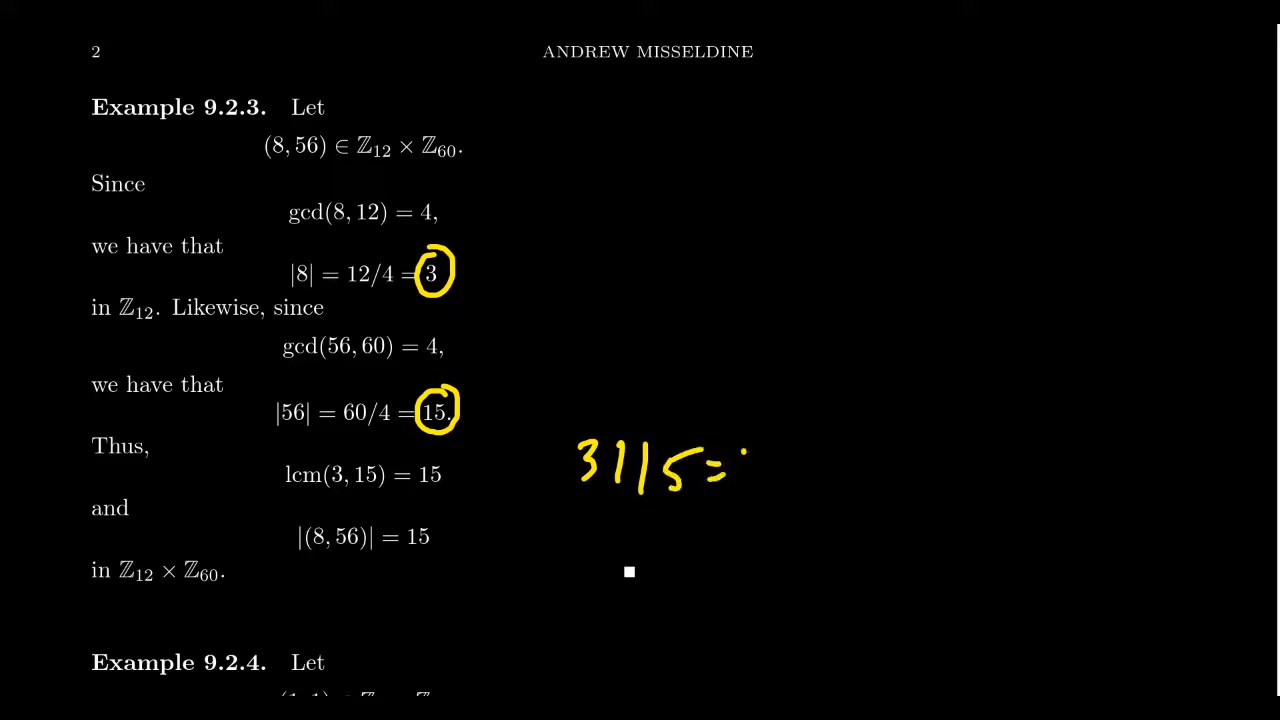 2 ANDREW MISSELDINE
Example 9.2.3. Let
(8, 56) ∈ ℤ₁₂ × ℤ₆₀.
Since
gcd(8, 12) = 4,
we have that
|8| = 12/4 = 3
in ℤ₁₂. Likewise, since
gcd(56, 60) = 4,
we have that
|56| = 60/4 = 15.
Thus,
3 | 15 =
lcm(3, 15) = 15
and
|(8, 56)| = 15
in ℤ₁₂ × ℤ₆₀.
Example 9.2.4. Let